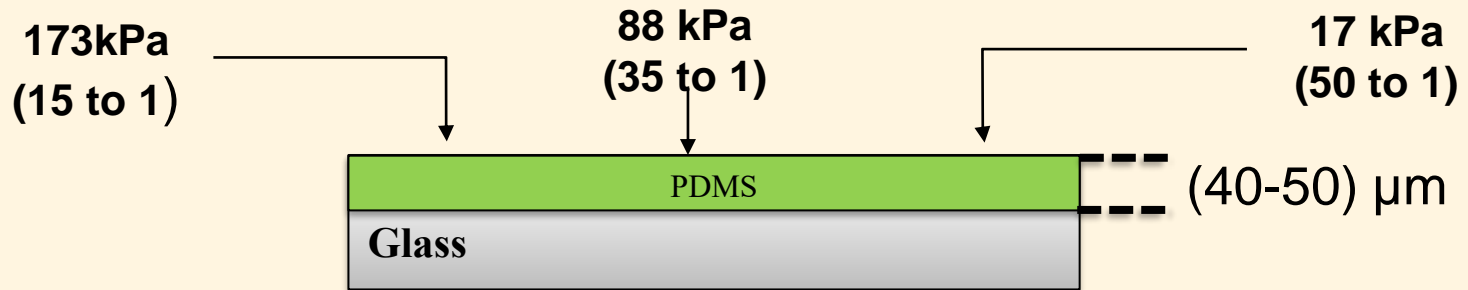 173kPa
(15 to 1)
88 kPa
(35 to 1)
17 kPa
(50 to 1)
PDMS
(40-50) μm
Glass